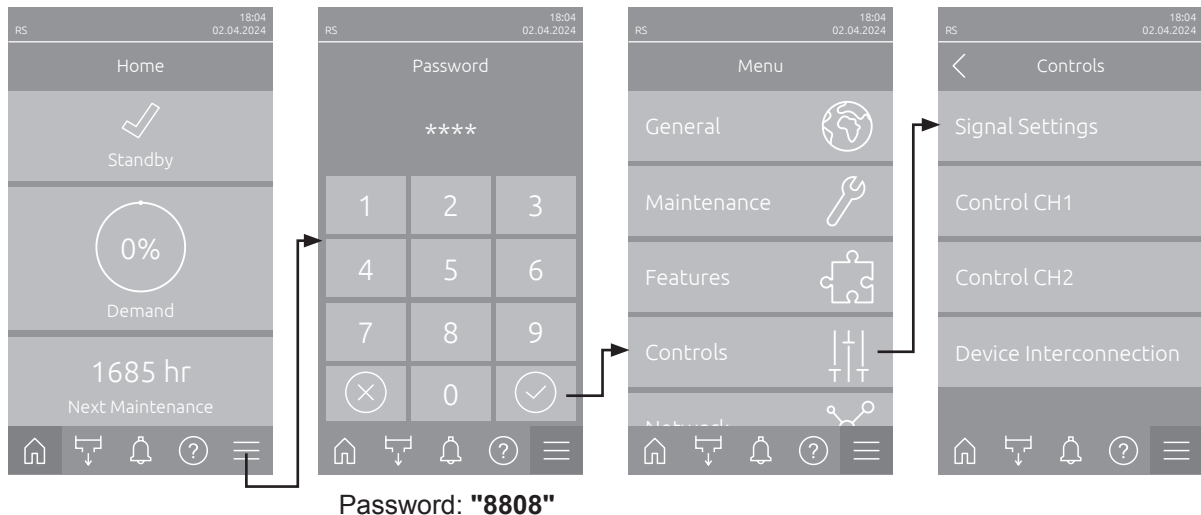 18:04
RS 02.04.2024
Home
Standby
0%
Demand
1685 hr
Next Maintenance
?
18:04
RS 02.04.2024
Password
****
1 2 3
4 5 6
7 8 9
0
?
Password: "8808"
18:04
RS 02.04.2024
Menu
General
Maintenance
Features
Controls
Network
?
18:04
RS 02.04.2024
Controls
Signal Settings
Control CH1
Control CH2
Device Interconnection
?